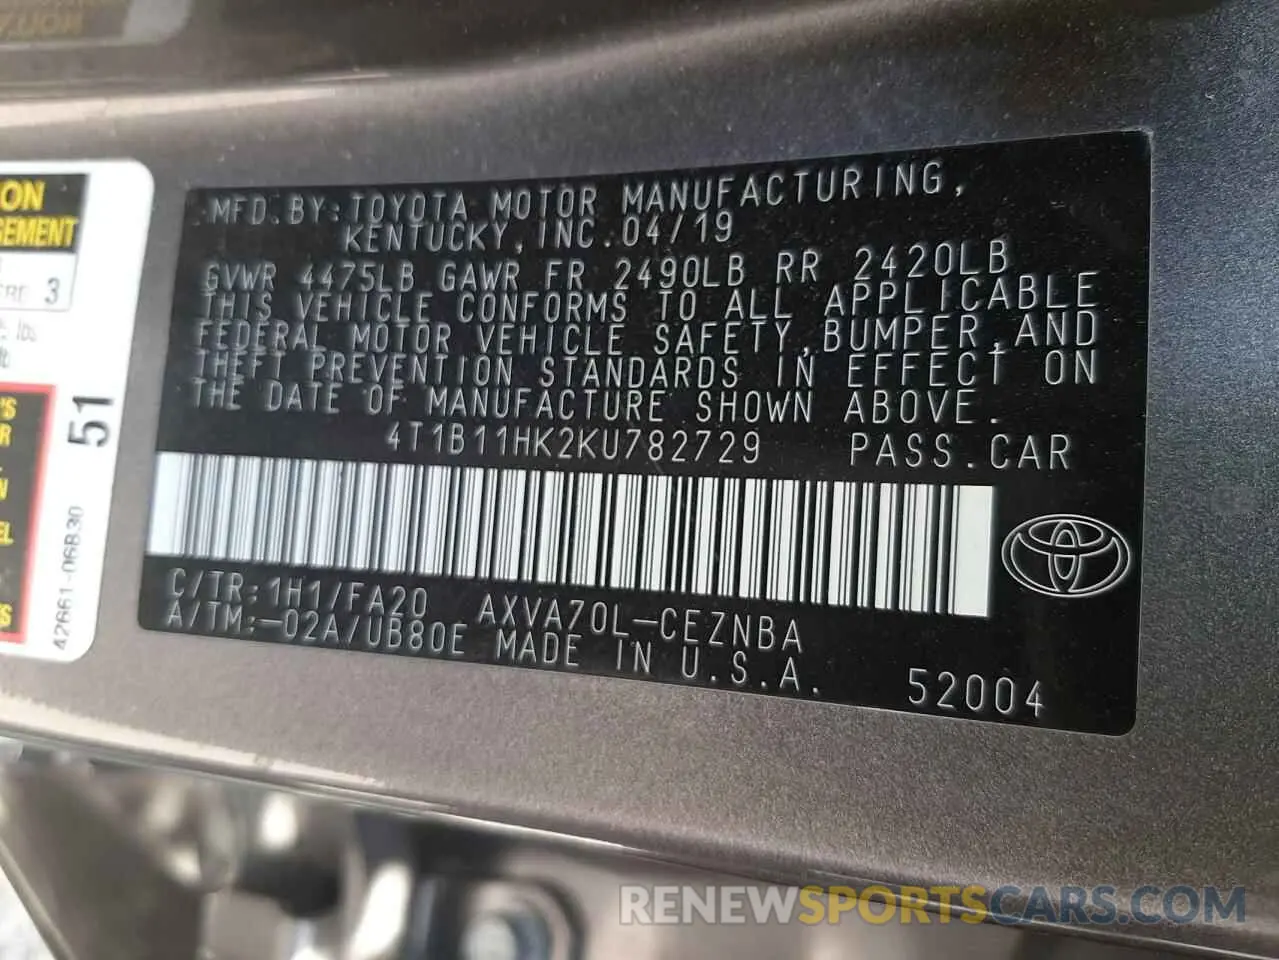 MFD.BY:TOYOTA MOTOR MANUFACTURING,
KENTUCKY,INC.04/19
GVWR 4475LB GAWR FR 2490LB RR 2420LB
THIS VEHICLE CONFORMS TO ALL APPLICABLE
FEDERAL MOTOR VEHICLE SAFETY,BUMPER,AND
THEFT PREVENTION STANDARDS IN EFFECT ON
THE DATE OF MANUFACTURE SHOWN ABOVE.
4T1B11HK2KU782729 PASS.CAR
C/TR:1H1/FA20 AXVA70L-CEZNBA
A/TM:-02A/UB80E MADE IN U.S.A.
52004
ON
GEMENT
3
lbs
51
42661-06B30
RENEWSPORTSCARS.COM